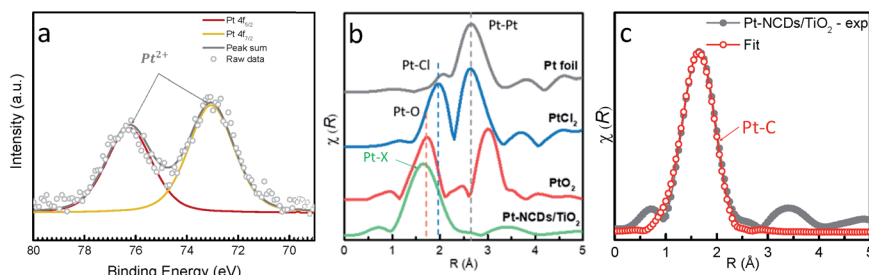 a
Pt 4f5/2
Pt 4f7/2
Peak sum
Raw data
Pt2+
Intensity (a.u.)
80 78 76 74 72 70
Binding Energy (eV)
b
Pt-Pt
Pt-Cl
Pt foil
Pt-O
PtCl2
Pt-X
PtO2
Pt-NCDs/TiO2
χ (R)
0 1 2 3 4 5
R (Å)
c
Pt-NCDs/TiO2 - exp
Fit
Pt-C
χ (R)
0 1 2 3 4 5
R (Å)